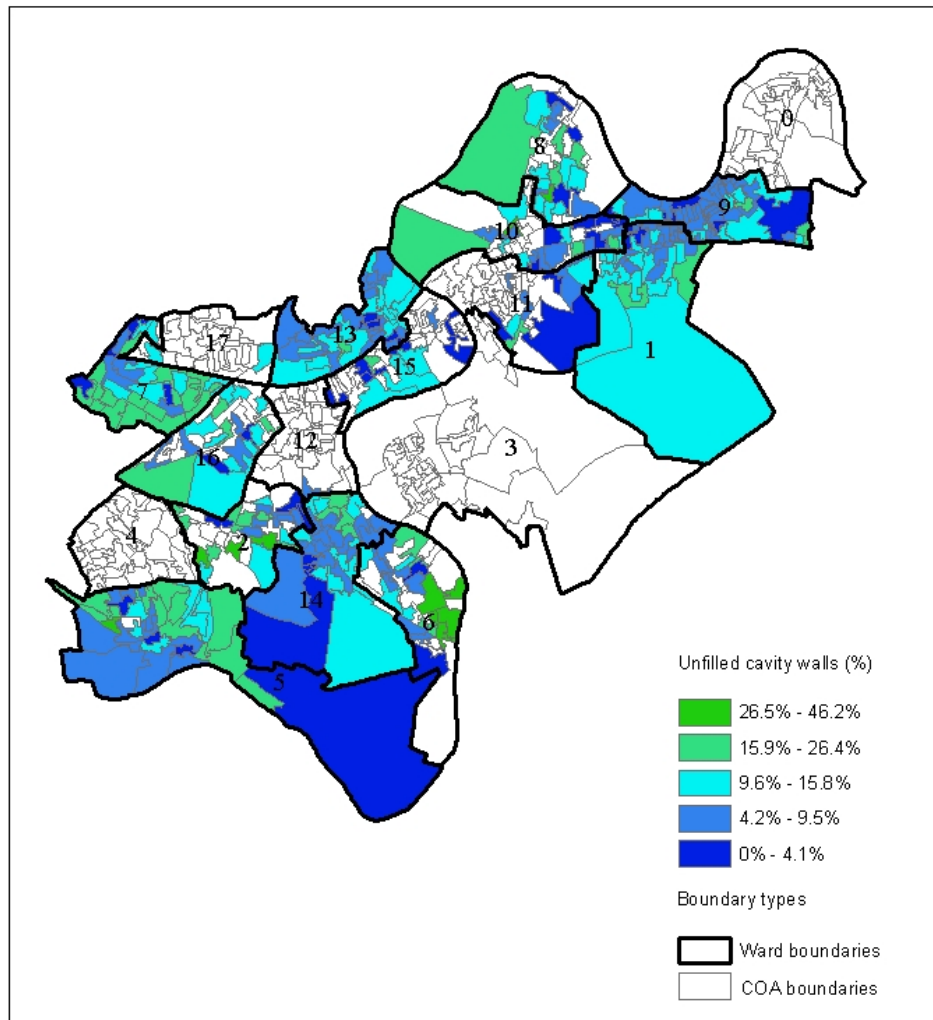 0
8
9
10
11
13
17
1
15
7
12
3
16
4
2
14
6
5
Unfilled cavity walls (%)
26.5% - 46.2%
15.9% - 26.4%
9.6% - 15.8%
4.2% - 9.5%
0% - 4.1%
Boundary types
Ward boundaries
COA boundaries